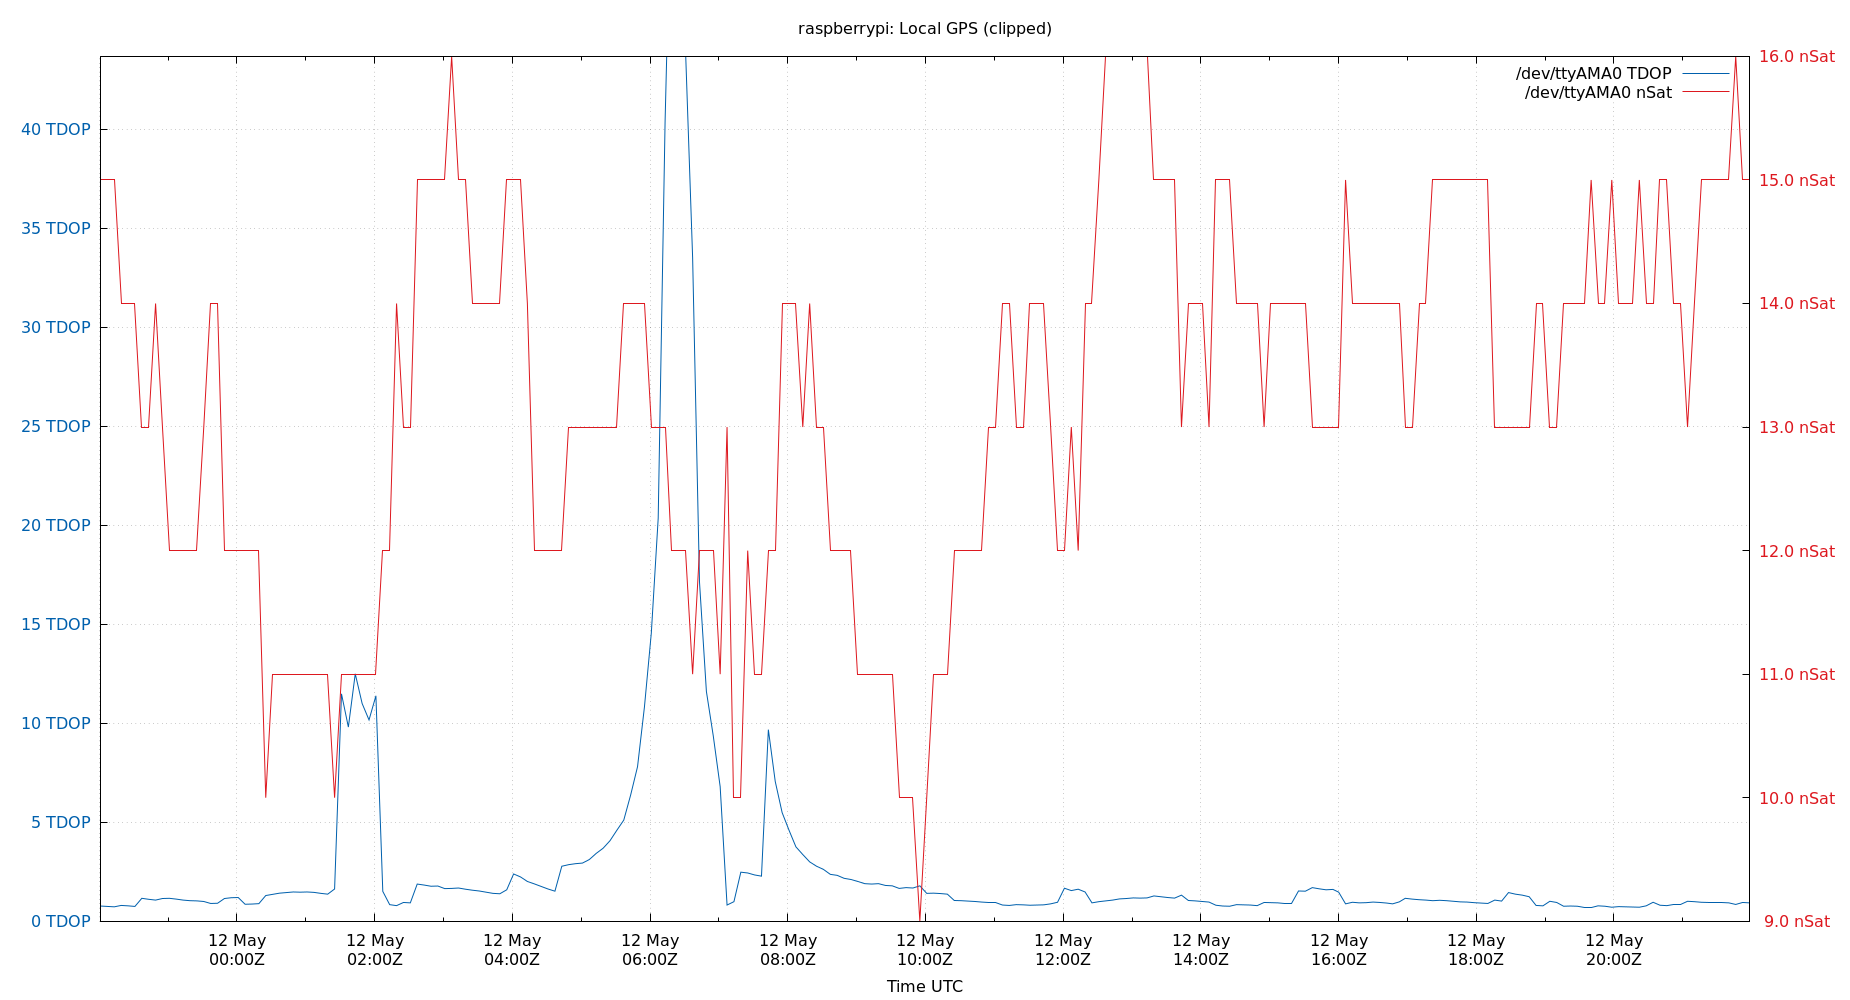 raspberrypi: Local GPS (clipped)
/dev/ttyAMA0 TDOP
/dev/ttyAMA0 nSat
40 TDOP
35 TDOP
30 TDOP
25 TDOP
20 TDOP
15 TDOP
10 TDOP
5 TDOP
0 TDOP
16.0 nSat
15.0 nSat
14.0 nSat
13.0 nSat
12.0 nSat
11.0 nSat
10.0 nSat
9.0 nSat
12 May
00:00Z
12 May
02:00Z
12 May
04:00Z
12 May
06:00Z
12 May
08:00Z
12 May
10:00Z
12 May
12:00Z
12 May
14:00Z
12 May
16:00Z
12 May
18:00Z
12 May
20:00Z
Time UTC